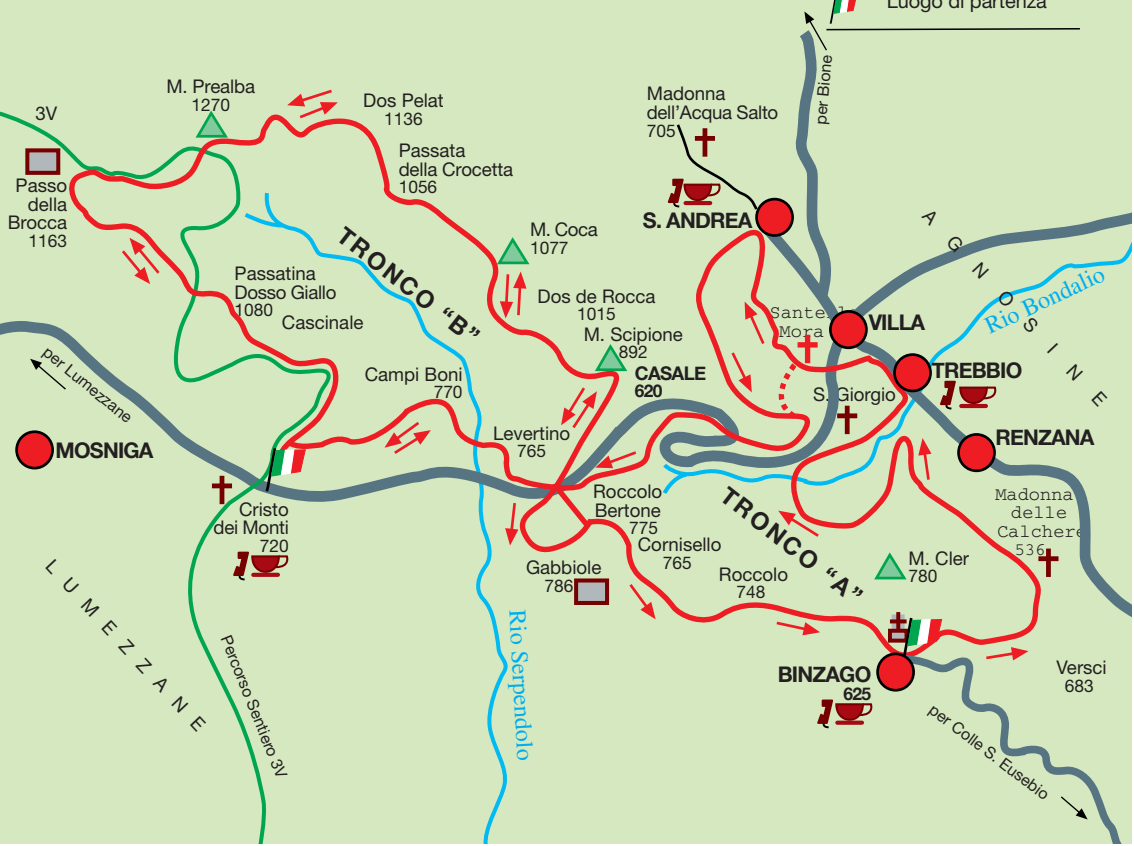 Luogo di partenza
per Bione
3V
M. Prealba
1270
Dos Pelat
1136
Madonna
dell'Acqua Salto
705
Passo
della
Brocca
1163
Passata
della Crocetta
1056
S. ANDREA
AGNOSINE
TRONCO "B"
M. Coca
1077
Passatina
Dosso Giallo
1080
Cascinale
Dos de Rocca
1015
M. Scipione
892
CASALE
620
Mora
VILLA
Rio Bondalio
TREBBIO
S. Giorgio
per Lumezzane
Campi Boni
770
MOSNIGA
Levertino
765
RENZANA
Roccolo
Bertone
775
Cornisello
765
TRONCO "A"
Madonna
delle
Calchere
536
Cristo
dei Monti
720
Gabbiole
786
Roccolo
748
M. Cler
780
LUMEZZANE
Percorso Sentiero 3V
Rio Serpendolo
BINZAGO
625
Versci
683
per Colle S. Eusebio